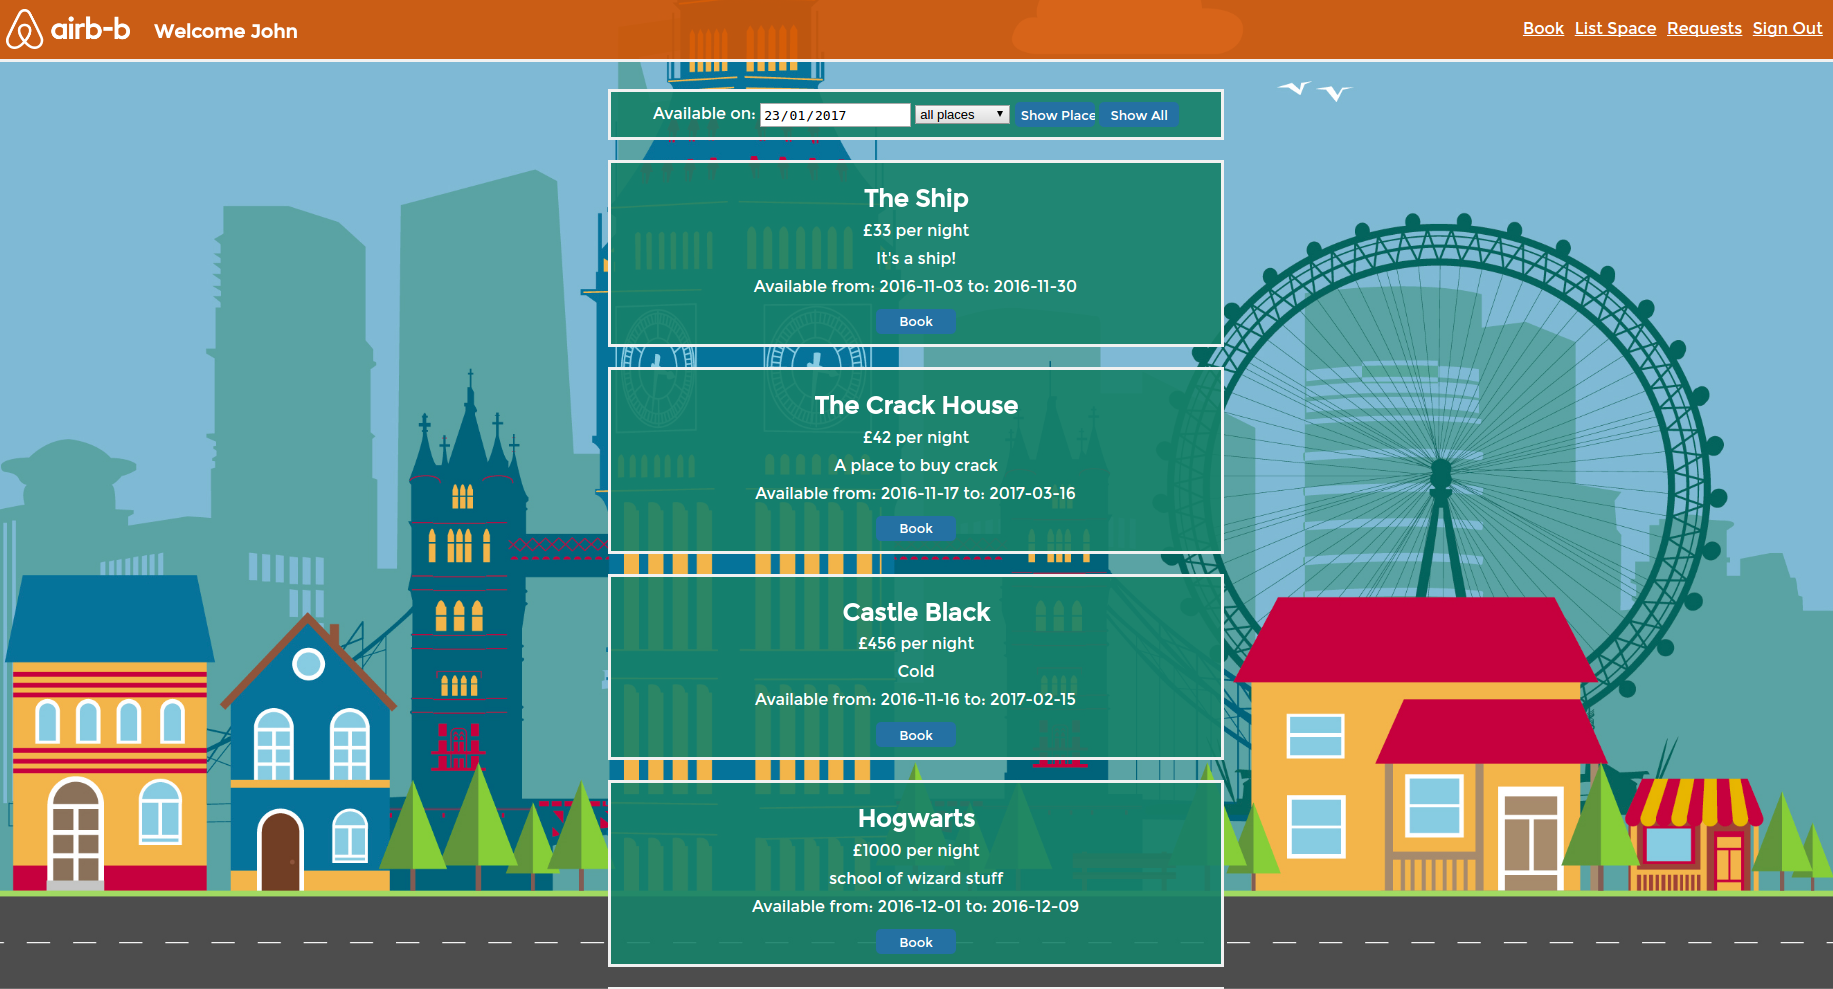 airb-b Welcome John Book List Space Requests Sign Out
Available on: 23/01/2017 all places Show Place Show All
The Ship
£33 per night
It's a ship!
Available from: 2016-11-03 to: 2016-11-30
Book
The Crack House
£42 per night
A place to buy crack
Available from: 2016-11-17 to: 2017-03-16
Book
Castle Black
£456 per night
Cold
Available from: 2016-11-16 to: 2017-02-15
Book
Hogwarts
£1000 per night
school of wizard stuff
Available from: 2016-12-01 to: 2016-12-09
Book